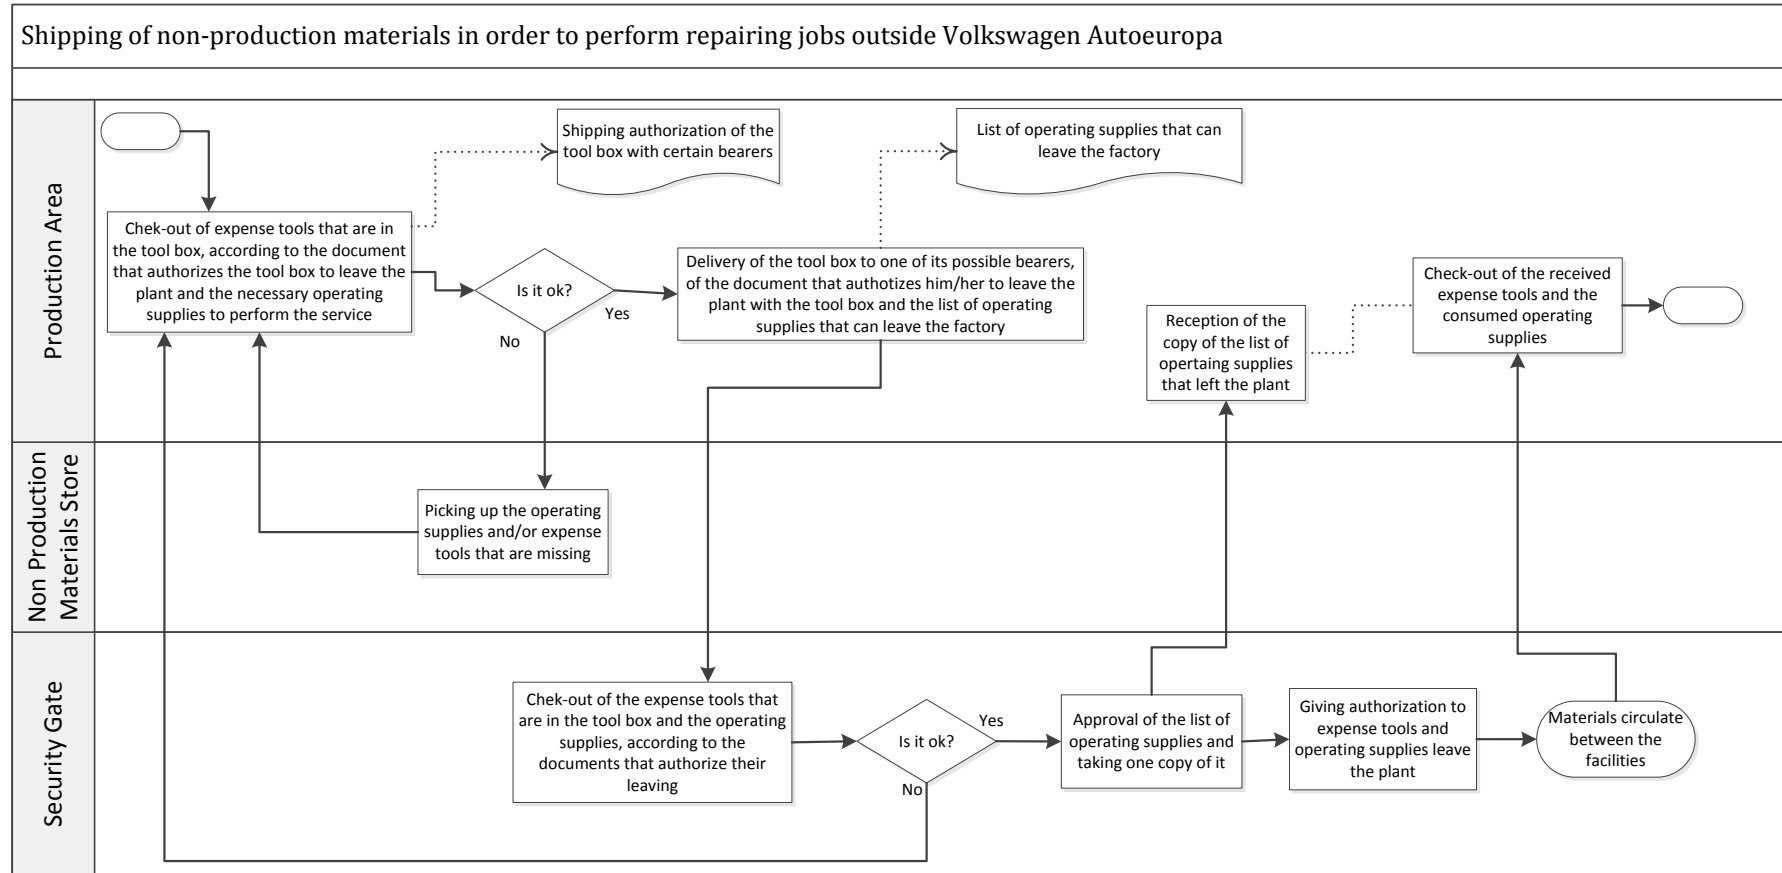 Shipping of non-production materials in order to perform repairing jobs outside Volkswagen Autoeuropa
Production Area
Shipping authorization of the
tool box with certain bearers
List of operating supplies that can
leave the factory
Chek-out of expense tools that are in
the tool box, according to the document
that authorizes the tool box to leave the
plant and the necessary operating
supplies to perform the service
Is it ok?
Yes
No
Delivery of the tool box to one of its possible bearers,
of the document that authotizes him/her to leave the
plant with the tool box and the list of operating
supplies that can leave the factory
Reception of the
copy of the list of
opertaing supplies
that left the plant
Check-out of the received
expense tools and the
consumed operating
supplies
Non Production
Materials Store
Picking up the operating
supplies and/or expense
tools that are missing
Security Gate
Chek-out of the expense tools that
are in the tool box and the operating
supplies, according to the
documents that authorize their
leaving
Is it ok?
Yes
No
Approval of the list of
operating supplies and
taking one copy of it
Giving authorization to
expense tools and
operating supplies leave
the plant
Materials circulate
between the
facilities